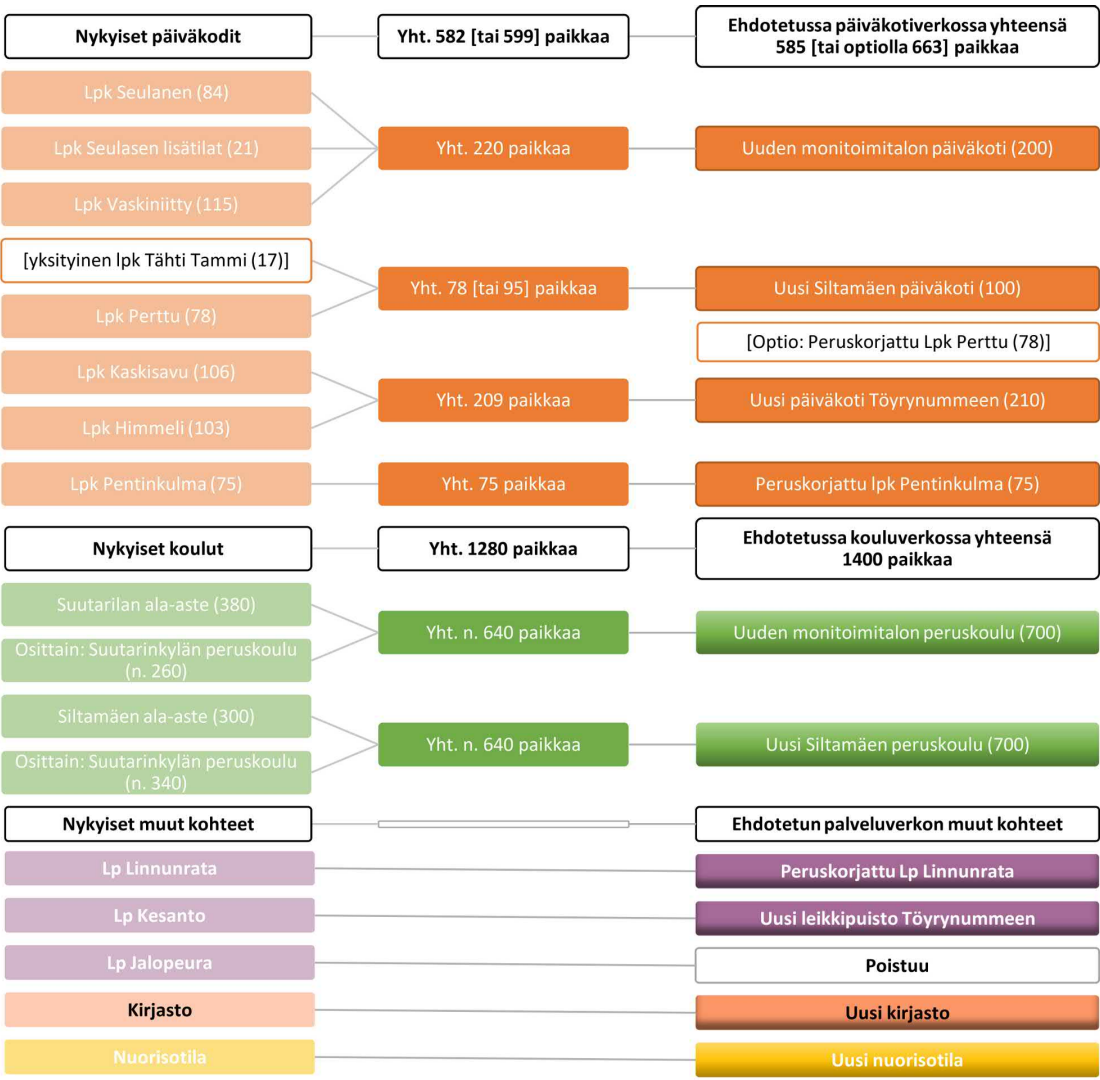 Nykyiset päiväkodit
Yht. 582 [tai 599] paikkaa
Ehdotetussa päiväkotiverkossa yhteensä
585 [tai optiolla 663] paikkaa
Lpk Seulanen (84)
Lpk Seulasen lisätilat (21)
Lpk Vaskiniitty (115)
Yht. 220 paikkaa
Uuden monitoimitalon päiväkoti (200)
[yksityinen lpk Tähti Tammi (17)]
Lpk Perttu (78)
Yht. 78 [tai 95] paikkaa
Uusi Siltamäen päiväkoti (100)
[Optio: Peruskorjattu Lpk Perttu (78)]
Lpk Kaskisavu (106)
Lpk Himmeli (103)
Yht. 209 paikkaa
Uusi päiväkoti Töyrynummeen (210)
Lpk Pentinkulma (75)
Yht. 75 paikkaa
Peruskorjattu lpk Pentinkulma (75)
Nykyiset koulut
Yht. 1280 paikkaa
Ehdotetussa kouluverkossa yhteensä
1400 paikkaa
Suutarilan ala-aste (380)
Osittain: Suutarinkylän peruskoulu
(n. 260)
Yht. n. 640 paikkaa
Uuden monitoimitalon peruskoulu (700)
Siltamäen ala-aste (300)
Osittain: Suutarinkylän peruskoulu
(n. 340)
Yht. n. 640 paikkaa
Uusi Siltamäen peruskoulu (700)
Nykyiset muut kohteet
Ehdotetun palveluverkon muut kohteet
Lp Linnunrata
Peruskorjattu Lp Linnunrata
Lp Kesanto
Uusi leikkipuisto Töyrynummeen
Lp Jalopeura
Poistuu
Kirjasto
Uusi kirjasto
Nuorisotila
Uusi nuorisotila